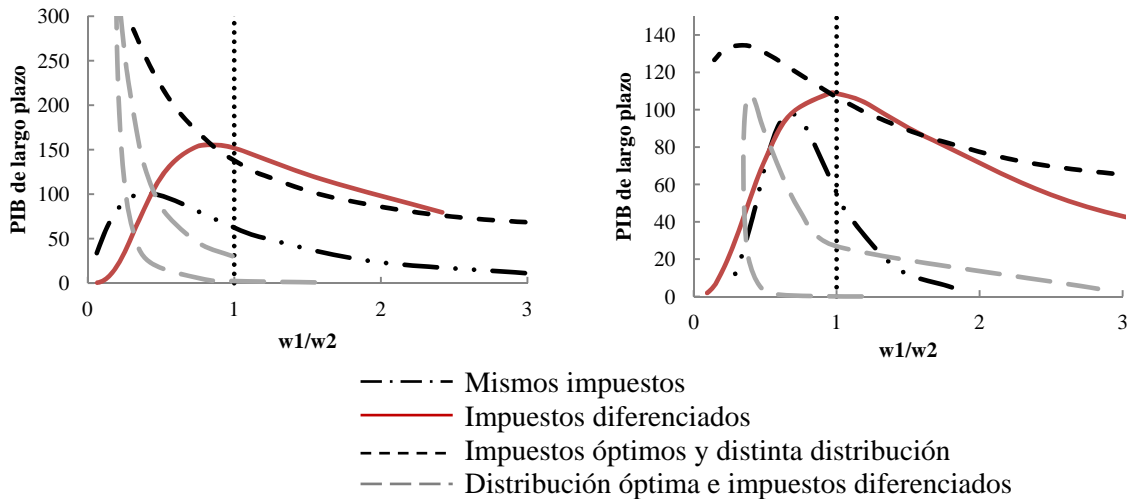 300
250
200
150
100
50
0
PIB de largo plazo
0 1 2 3
w1/w2
140
120
100
80
60
40
20
0
PIB de largo plazo
0 1 2 3
w1/w2
Mismos impuestos
Impuestos diferenciados
Impuestos óptimos y distinta distribución
Distribución óptima e impuestos diferenciados